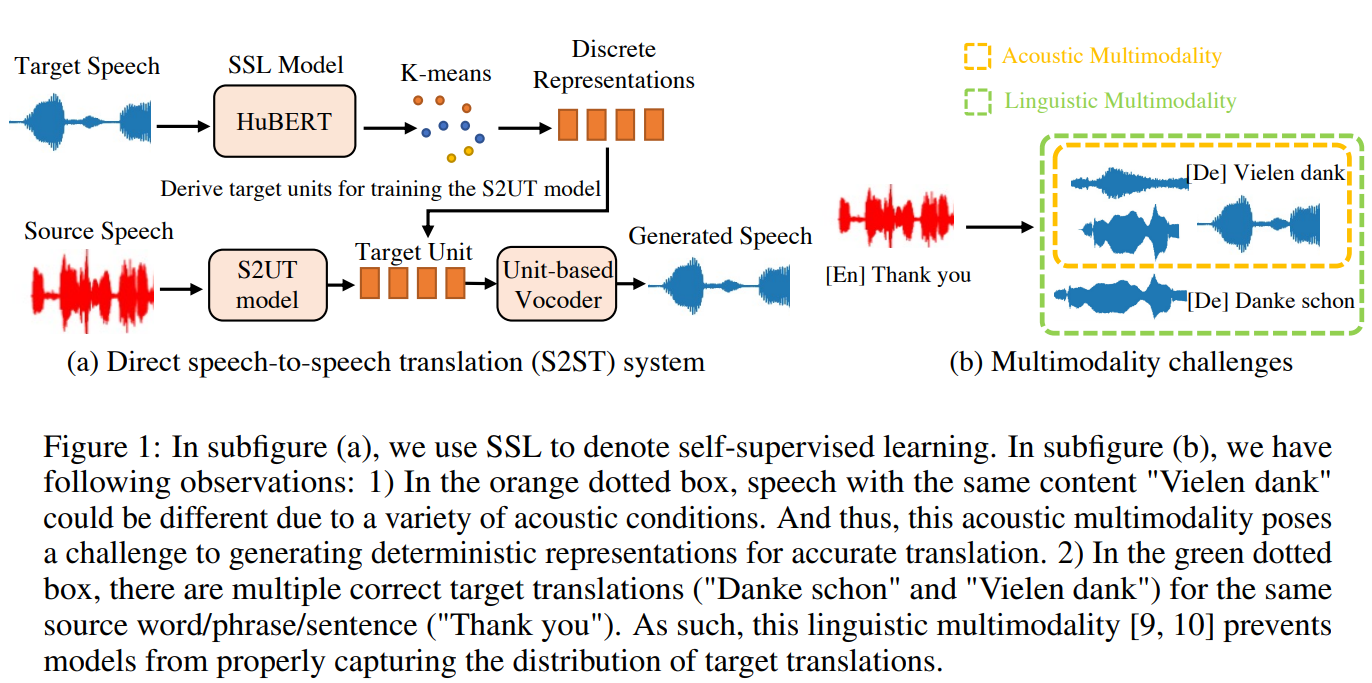 Target Speech
SSL Model
HuBERT
K-means
Discrete
Representations
Derive target units for training the S2UT model
Source Speech
S2UT
model
Target Unit
Unit-based
Vocoder
Generated Speech
(a) Direct speech-to-speech translation (S2ST) system
Acoustic Multimodality
Linguistic Multimodality
[De] Vielen dank
[En] Thank you
[De] Danke schon
(b) Multimodality challenges
Figure 1: In subfigure (a), we use SSL to denote self-supervised learning. In subfigure (b), we have
following observations: 1) In the orange dotted box, speech with the same content "Vielen dank"
could be different due to a variety of acoustic conditions. And thus, this acoustic multimodality poses
a challenge to generating deterministic representations for accurate translation. 2) In the green dotted
box, there are multiple correct target translations ("Danke schon" and "Vielen dank") for the same
source word/phrase/sentence ("Thank you"). As such, this linguistic multimodality [9, 10] prevents
models from properly capturing the distribution of target translations.